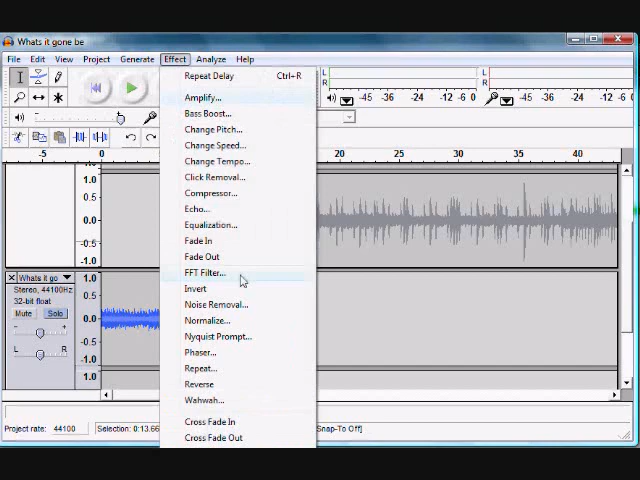 Whats it gone be
File Edit View Project Generate Effect Analyze Help
Repeat Delay Ctrl+R
Amplify...
Bass Boost...
Change Pitch...
Change Speed...
Change Tempo...
Click Removal...
Compressor...
Echo...
Equalization...
Fade In
Fade Out
FFT Filter...
Invert
Noise Removal...
Normalize...
Nyquist Prompt...
Phaser...
Repeat...
Reverse
Wahwah...
Cross Fade In
Cross Fade Out
L
R
-45 -36 -24 -12 0
L
R
-45 -36 -24 -12 0
-5 0 20 25 30 35 40
1.0
0.5
0.0
-0.5
-1.0
Whats it go
Stereo, 44100Hz
32-bit float
Mute Solo
- +
L R
1.0
0.5
0.0
-0.5
-1.0
1.0
Project rate: 44100
Selection: 0:13.66
Snap-To Off]